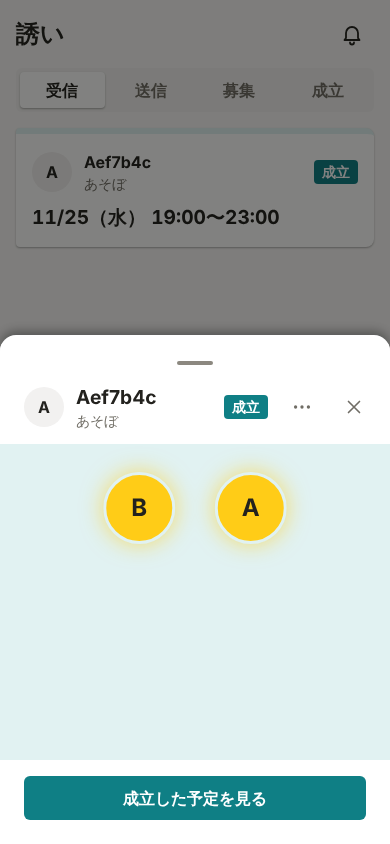 誘い
受信 送信 募集 成立
A Aef7b4c 成立
あそぼ
11/25（水） 19:00〜23:00
A Aef7b4c 成立
あそぼ
B A
成立した予定を見る